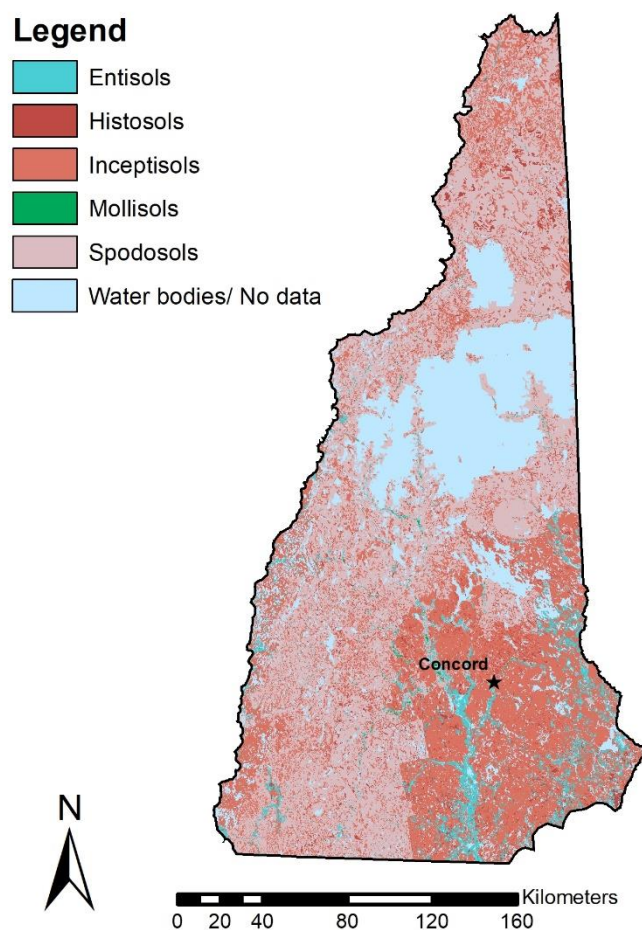 Legend
Entisols
Histosols
Inceptisols
Mollisols
Spodosols
Water bodies/ No data
Concord
N
Kilometers
0 20 40 80 120 160